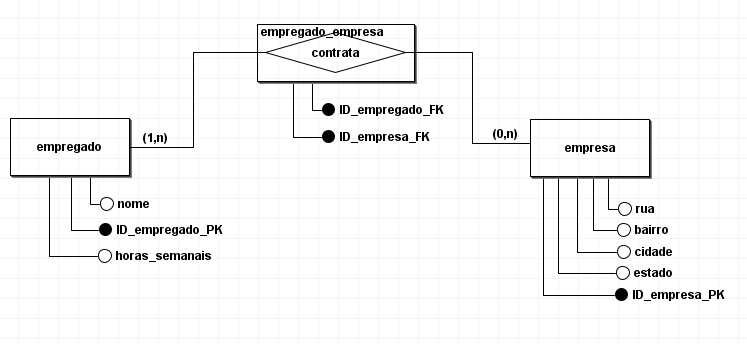 empregado_empresa
contrata
ID_empregado_FK
ID_empresa_FK
(1,n)
(0,n)
empregado
empresa
nome
ID_empregado_PK
horas_semanais
rua
bairro
cidade
estado
ID_empresa_PK